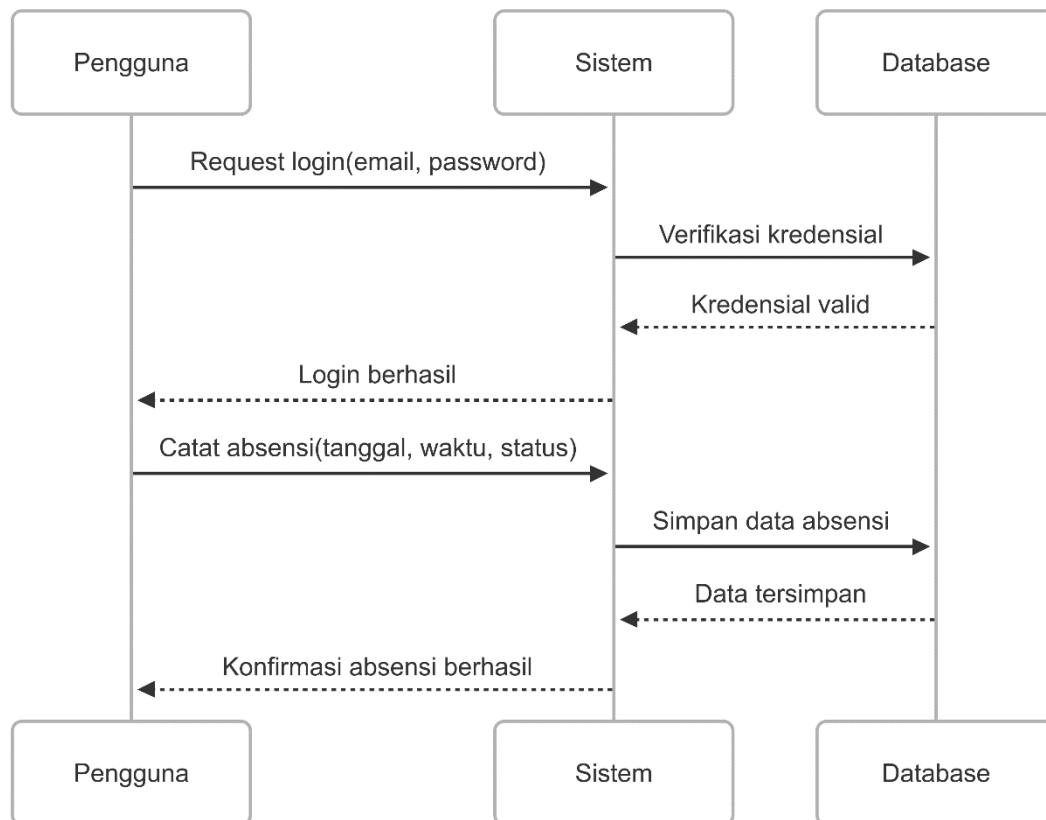 Pengguna
Sistem
Database
Request login(email, password)
Verifikasi kredensial
Kredensial valid
Login berhasil
Catat absensi(tanggal, waktu, status)
Simpan data absensi
Data tersimpan
Konfirmasi absensi berhasil
Pengguna
Sistem
Database